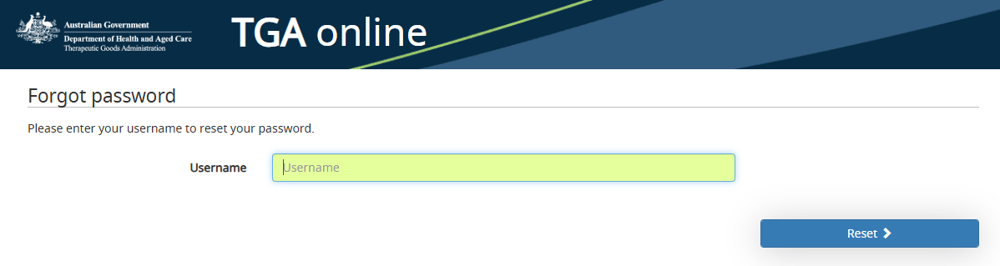 Australian Government
Department of Health and Aged Care
Therapeutic Goods Administration
TGA online
Forgot password
Please enter your username to reset your password.
Username
Username
Reset